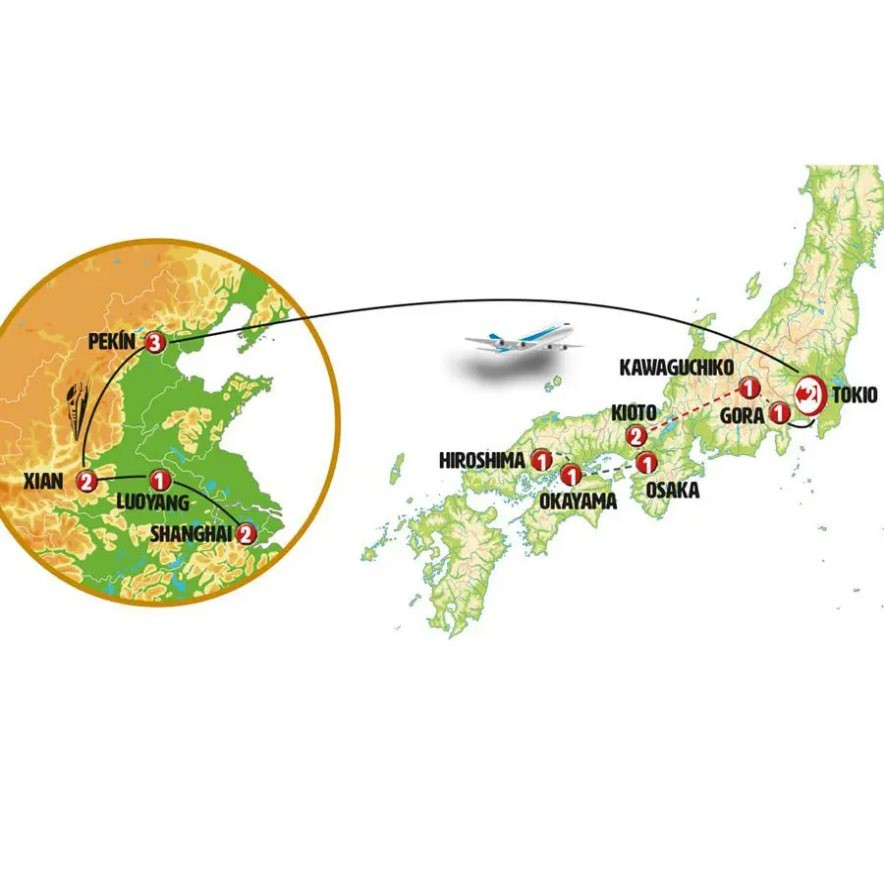 PEKÍN 3
XIAN 2
1
LUOYANG
SHANGHAI 2
KAWAGUCHIKO
1
2 TOKIO
GORA 1
KIOTO
2
HIROSHIMA 1
1
OKAYAMA
1
OSAKA